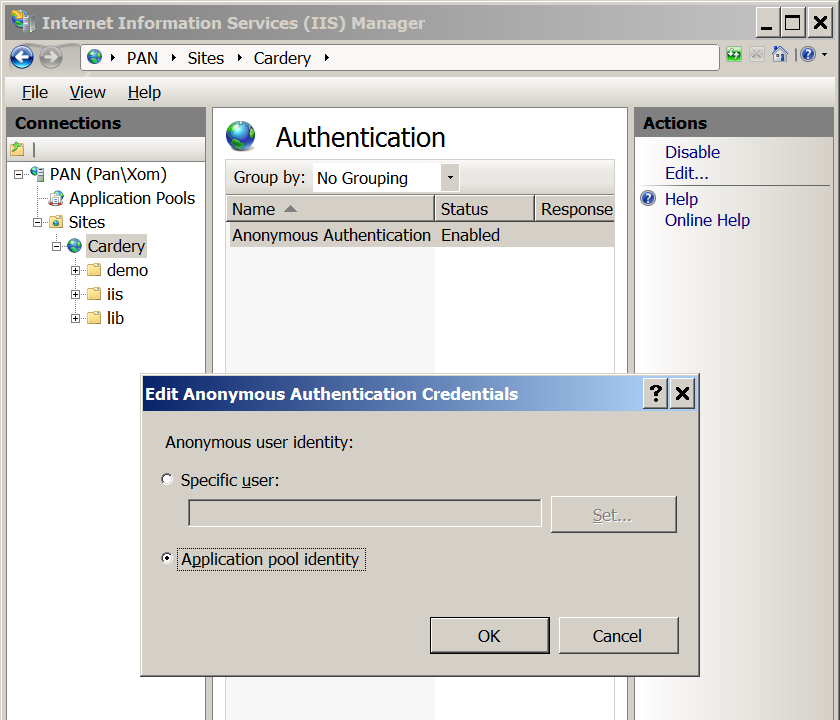 Internet Information Services (IIS) Manager
PAN Sites Cardery
File View Help
Connections
PAN (Pan\Xom)
Application Pools
Sites
Cardery
demo
iis
lib
Authentication
Group by: No Grouping
Name Status Response
Anonymous Authentication Enabled
Actions
Disable
Edit...
Help
Online Help
Edit Anonymous Authentication Credentials
Anonymous user identity:
Specific user:
Set...
Application pool identity
OK Cancel